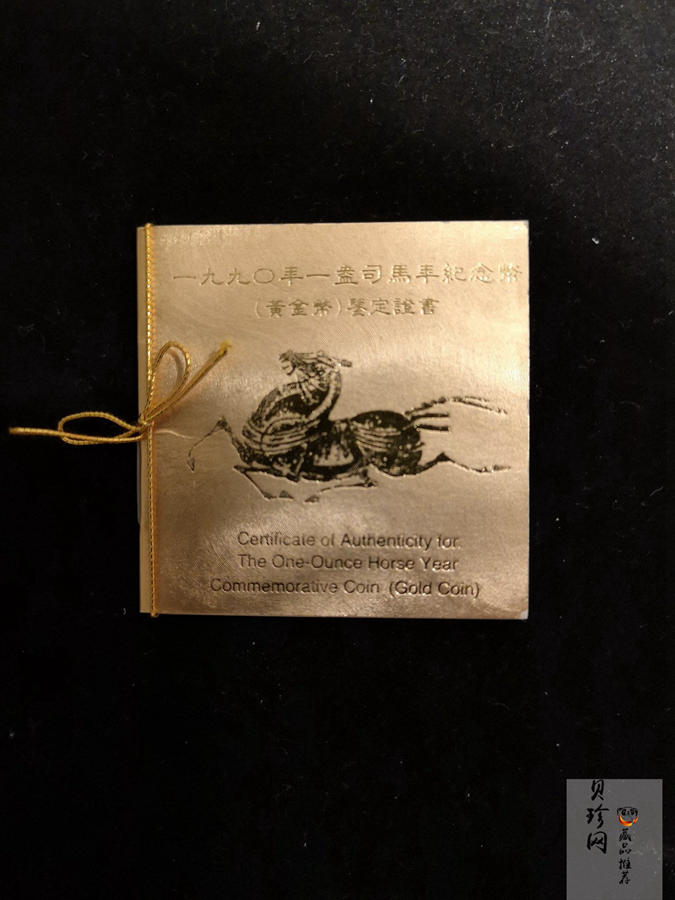 一九九〇年一盎司馬年紀念幣
(黃金幣)鑒定證書
Certificate of Authenticity for:
The One-Ounce Horse Year
Commemorative Coin (Gold Coin)
贝珍网
藏品推荐